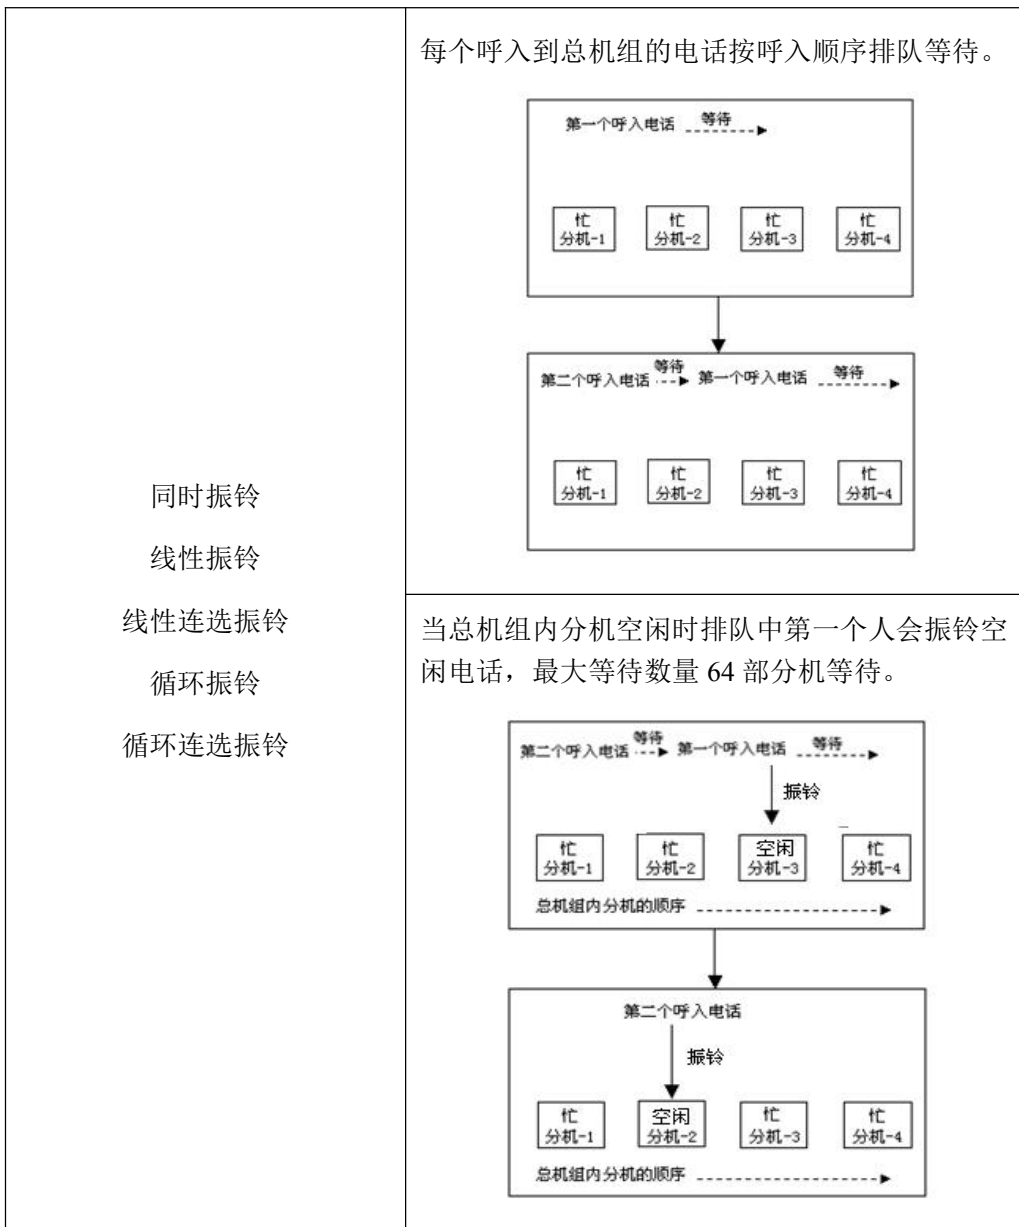 同时振铃
线性振铃
线性连选振铃
循环振铃
循环连选振铃
每个呼入到总机组的电话按呼入顺序排队等待。
第一个呼入电话 等待
忙 忙 忙 忙
分机-1 分机-2 分机-3 分机-4
第二个呼入电话 等待 第一个呼入电话 等待
忙 忙 忙 忙
分机-1 分机-2 分机-3 分机-4
当总机组内分机空闲时排队中第一个人会振铃空
闲电话，最大等待数量 64 部分机等待。
第二个呼入电话 等待 第一个呼入电话 等待
振铃
忙 忙 空闲 忙
分机-1 分机-2 分机-3 分机-4
总机组内分机的顺序
第二个呼入电话
振铃
忙 空闲 忙 忙
分机-1 分机-2 分机-3 分机-4
总机组内分机的顺序